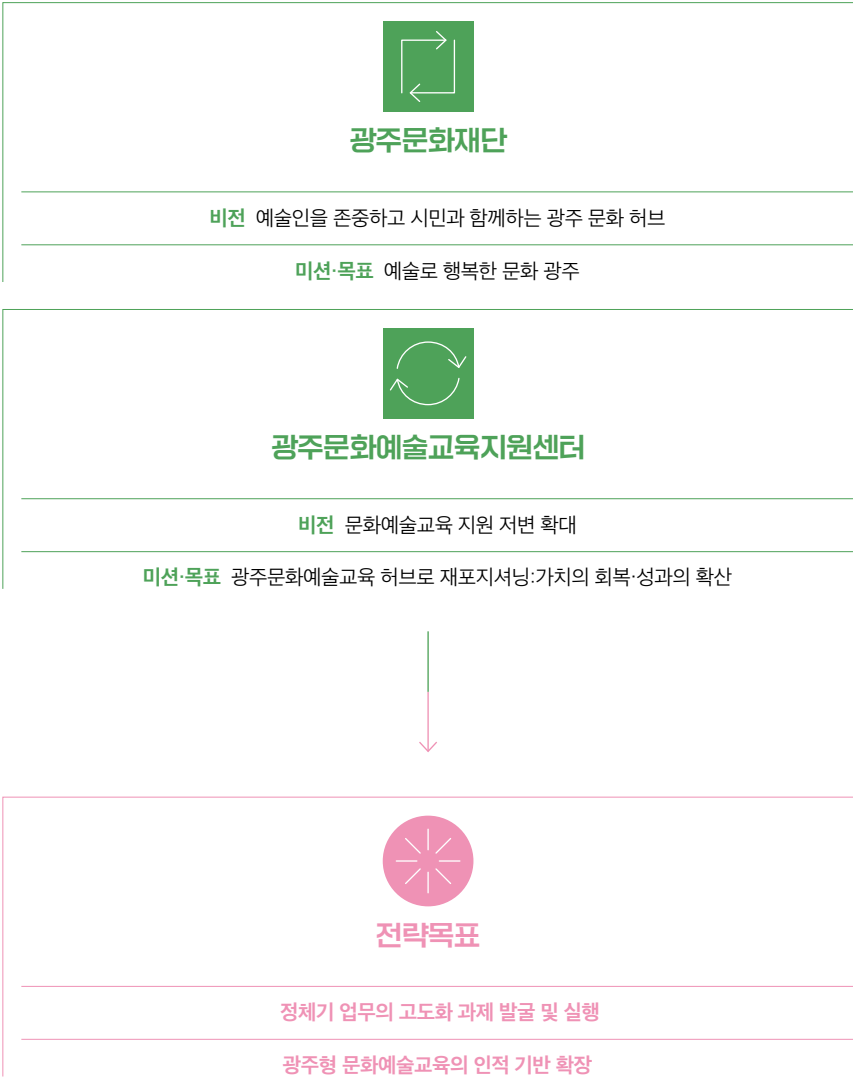 광주문화재단
비전 예술인을 존중하고 시민과 함께하는 광주 문화 허브
미션·목표 예술로 행복한 문화 광주
광주문화예술교육지원센터
비전 문화예술교육 지원 저변 확대
미션·목표 광주문화예술교육 허브로 재포지셔닝:가치의 회복·성과의 확산
전략목표
정체기 업무의 고도화 과제 발굴 및 실행
광주형 문화예술교육의 인적 기반 확장